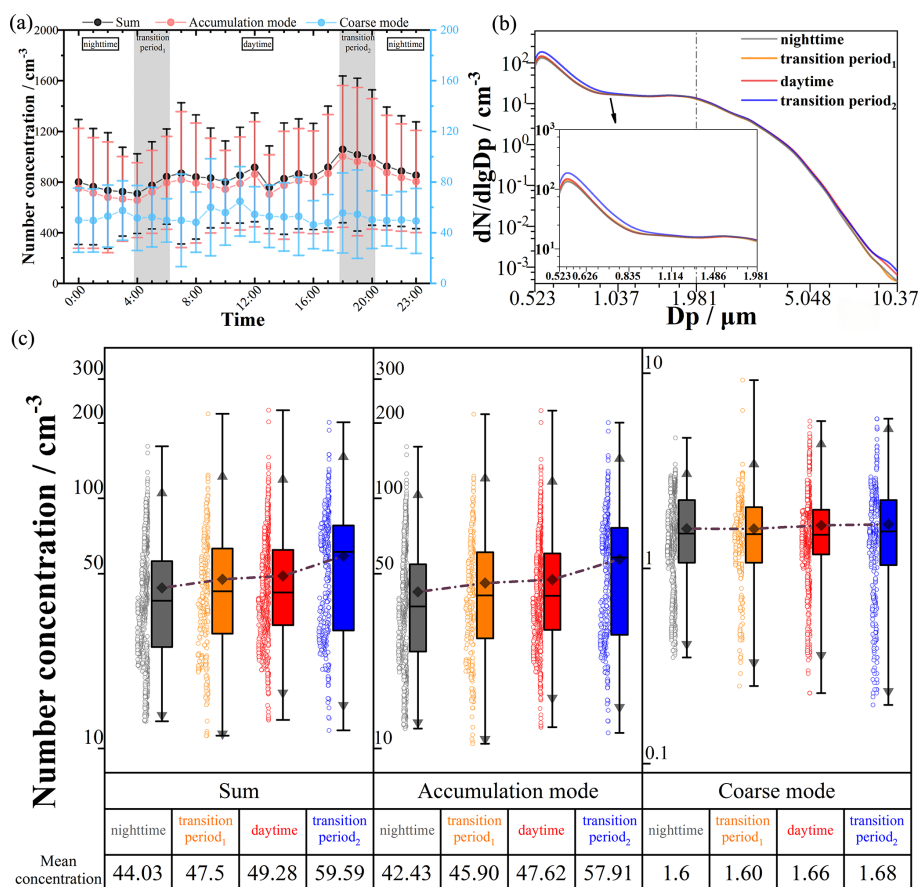 (a)
Sum
Accumulation mode
Coarse mode
2000
1600
1200
800
400
0
Number concentration / cm-3
nighttime
transition
period1
daytime
transition
period2
nighttime
200
160
120
80
40
0
0:00
4:00
8:00
12:00
16:00
20:00
23:00
Time
(b)
dN/dlgDp / cm-3
10^3
10^2
10^1
10^0
10^-1
10^-2
10^-3
nighttime
transition period1
daytime
transition period2
10^3
10^2
10^1
0.523
0.626
0.835
1.114
1.486
1.981
0.523
1.037
1.981
5.048
10.37
Dp / μm
(c)
Number concentration / cm-3
300
200
100
50
10
300
200
100
50
10
10
1
0.1
Sum
Accumulation mode
Coarse mode
nighttime
transition
period1
daytime
transition
period2
nighttime
transition
period1
daytime
transition
period2
nighttime
transition
period1
daytime
transition
period2
Mean
concentration
44.03
47.5
49.28
59.59
42.43
45.90
47.62
57.91
1.6
1.60
1.66
1.68